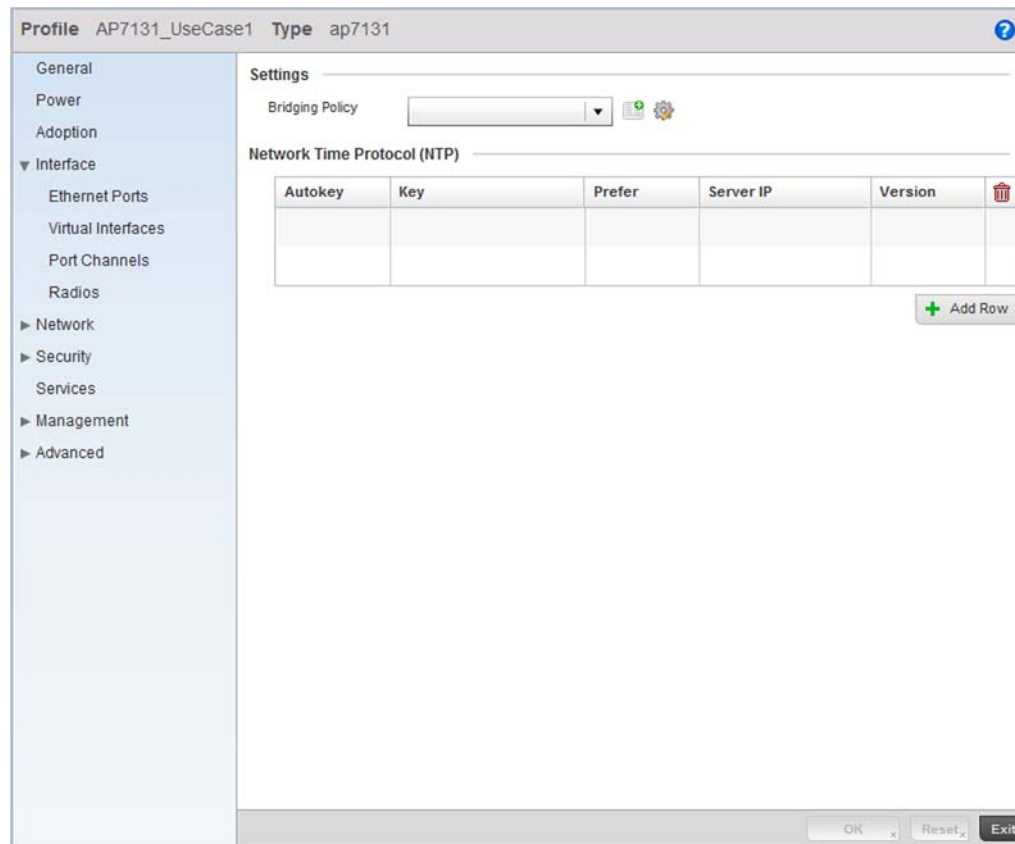 Profile AP7131_UseCase1 Type ap7131
?
General
Power
Adoption
Interface
Ethernet Ports
Virtual Interfaces
Port Channels
Radios
Network
Security
Services
Management
Advanced
Settings
Bridging Policy
Network Time Protocol (NTP)
Autokey Key Prefer Server IP Version
Add Row
OK Reset Exit